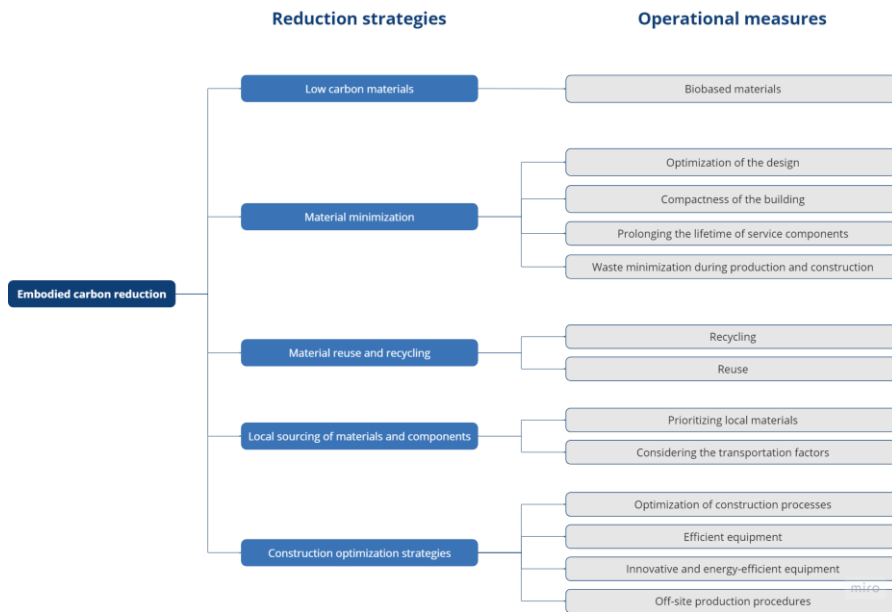 Reduction strategies
Operational measures
Low carbon materials
Biobased materials
Optimization of the design
Material minimization
Compactness of the building
Prolonging the lifetime of service components
Waste minimization during production and construction
Embodied carbon reduction
Material reuse and recycling
Recycling
Reuse
Local sourcing of materials and components
Prioritizing local materials
Considering the transportation factors
Construction optimization strategies
Optimization of construction processes
Efficient equipment
Innovative and energy-efficient equipment
Off-site production procedures
miro